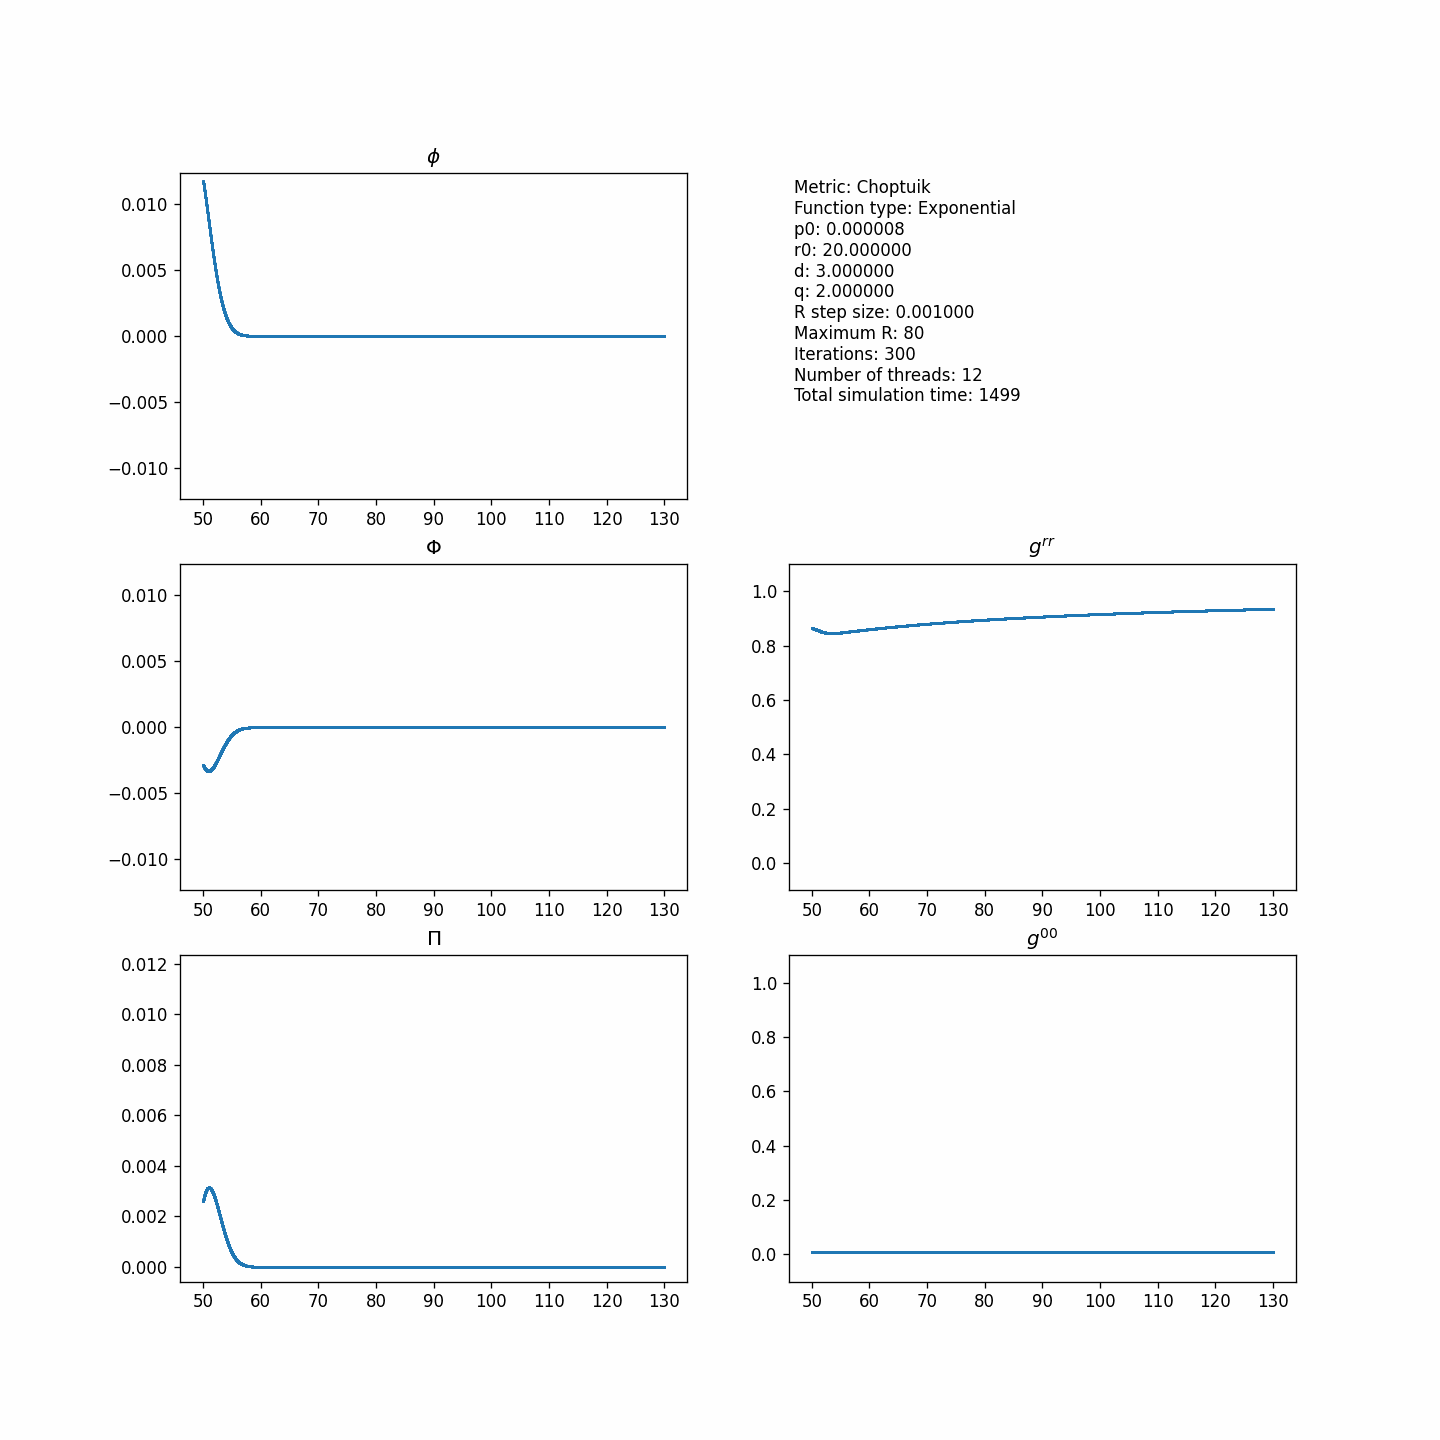 ϕ
0.010
0.005
0.000
−0.005
−0.010
50 60 70 80 90 100 110 120 130
Metric: Choptuik
Function type: Exponential
p0: 0.000008
r0: 20.000000
d: 3.000000
q: 2.000000
R step size: 0.001000
Maximum R: 80
Iterations: 300
Number of threads: 12
Total simulation time: 1499
Φ
0.010
0.005
0.000
−0.005
−0.010
50 60 70 80 90 100 110 120 130
g^{rr}
1.0
0.8
0.6
0.4
0.2
0.0
50 60 70 80 90 100 110 120 130
Π
0.012
0.010
0.008
0.006
0.004
0.002
0.000
50 60 70 80 90 100 110 120 130
g^{00}
1.0
0.8
0.6
0.4
0.2
0.0
50 60 70 80 90 100 110 120 130